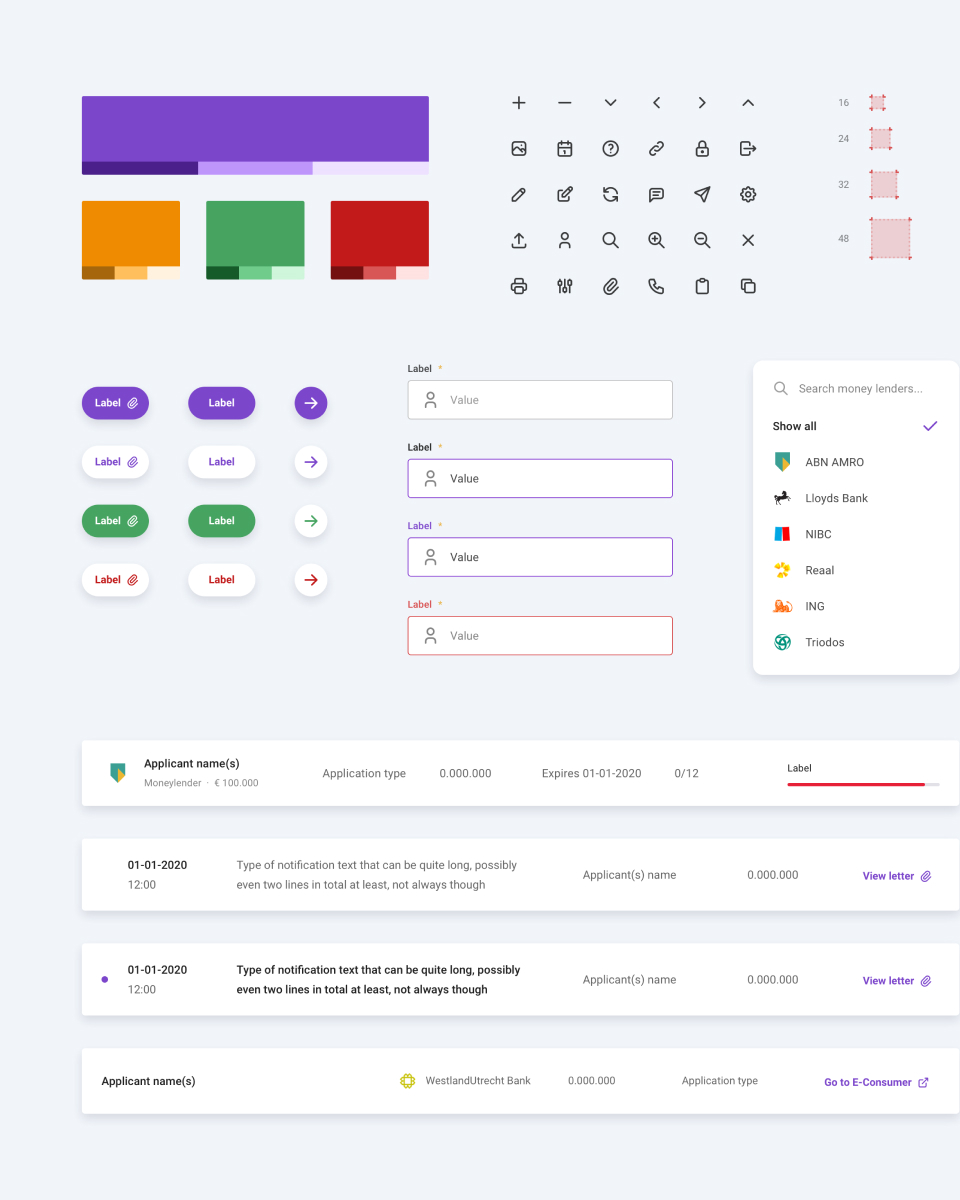 16
24
32
48
Label
Label
Label
Label
Label
Label
Label
Label
Label *
Value
Label *
Value
Label *
Value
Label *
Value
Search money lenders...
Show all
ABN AMRO
Lloyds Bank
NIBC
Reaal
ING
Triodos
Applicant name(s)
Moneylender · € 100.000
Application type
0.000.000
Expires 01-01-2020
0/12
Label
01-01-2020
12:00
Type of notification text that can be quite long, possibly
even two lines in total at least, not always though
Applicant(s) name
0.000.000
View letter
01-01-2020
12:00
Type of notification text that can be quite long, possibly
even two lines in total at least, not always though
Applicant(s) name
0.000.000
View letter
Applicant name(s)
WestlandUtrecht Bank
0.000.000
Application type
Go to E-Consumer